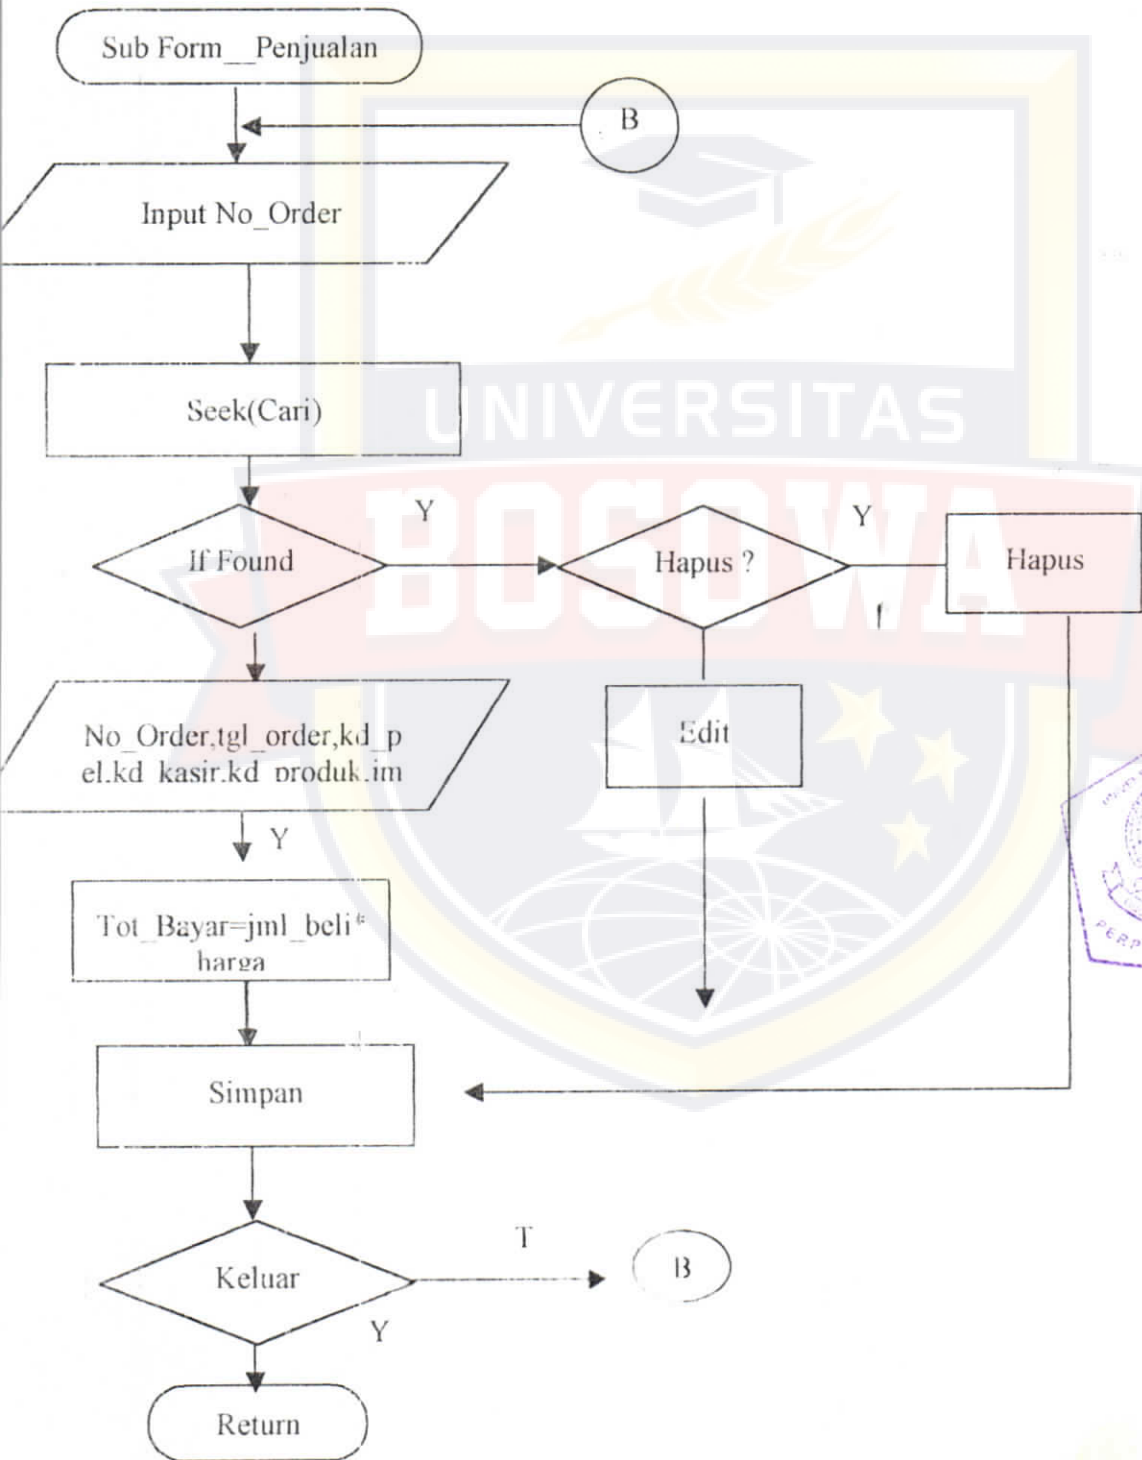 Sub Form__Penjualan
B
Input No_Order
UNIVERSITAS
Seek(Cari)
BOSOWA
Y
Y
If Found
Hapus ?
Hapus
No_Order,tgl_order,kd_p
el.kd_kasir.kd_produk.jm
Edit
Y
Tot_Bayar=jml_beli*
harga
Simpan
T
Keluar
B
Y
Return